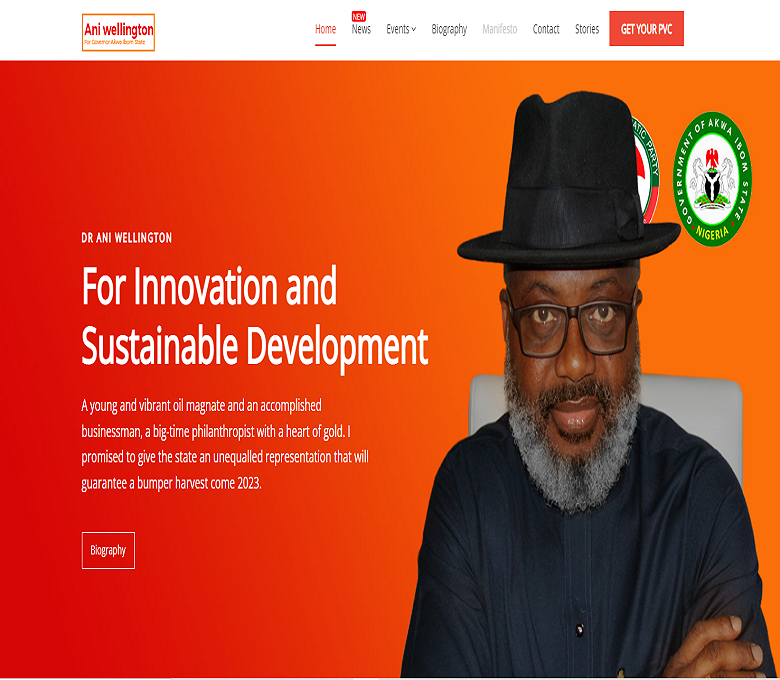 Ani wellington
For Governor Akwa Ibom State
Home
NEW
News
Events
Biography
Manifesto
Contact
Stories
GET YOUR PVC
ATIC PARTY
GOVERNMENT OF AKWA IBOM STATE
NIGERIA
DR ANI WELLINGTON
For Innovation and
Sustainable Development
A young and vibrant oil magnate and an accomplished
businessman, a big-time philanthropist with a heart of gold. I
promised to give the state an unequalled representation that will
guarantee a bumper harvest come 2023.
Biography